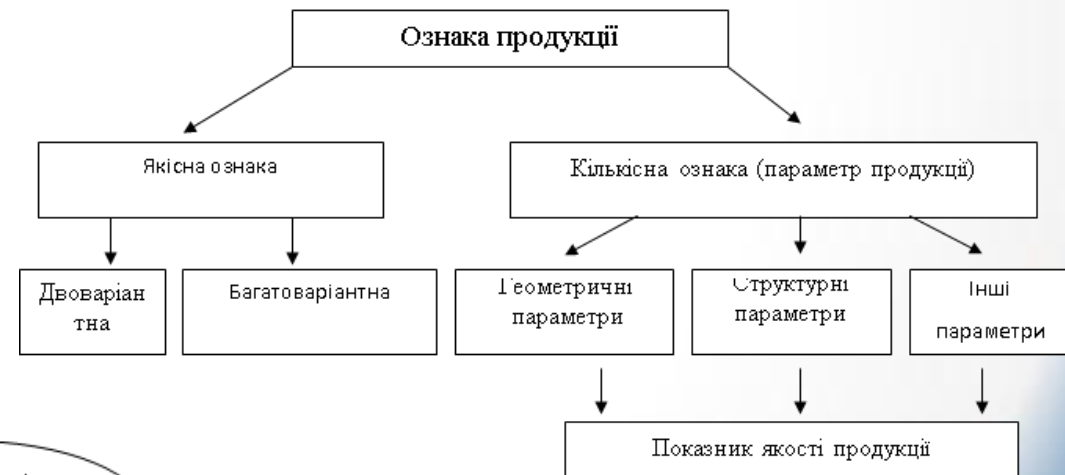 Ознака продукції
Якісна ознака
Кількісна ознака (параметр продукції)
Двоваріан
тна
Багатоваріантна
Геометричні
параметри
Структурні
параметри
Інші
параметри
Показник якості продукції